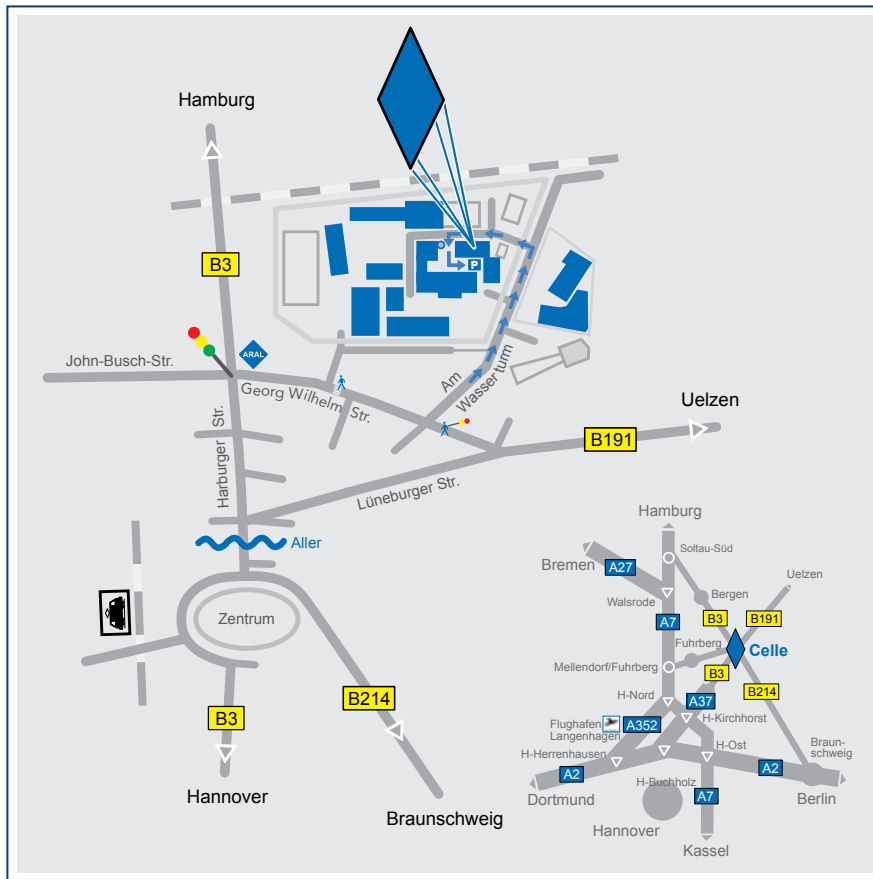 Hamburg
B3
ARAL
P
John-Busch-Str.
Georg Wilhelm Str.
Am
Wasserturm
Uelzen
B191
Harburger Str.
Lüneburger Str.
Aller
Zentrum
B3
B214
Hannover
Braunschweig
Hamburg
Soltau-Süd
Bremen
A27
Uelzen
Bergen
Walsrode
B3
B191
A7
Fuhrberg
Celle
Mellendorf/Fuhrberg
B3
B214
H-Nord
A37
Flughafen
Langenhagen
A352
H-Kirchhorst
H-Herrenhausen
H-Ost
Braun-
schweig
A2
A2
H-Buchholz
A7
Dortmund
Berlin
Hannover
Kassel